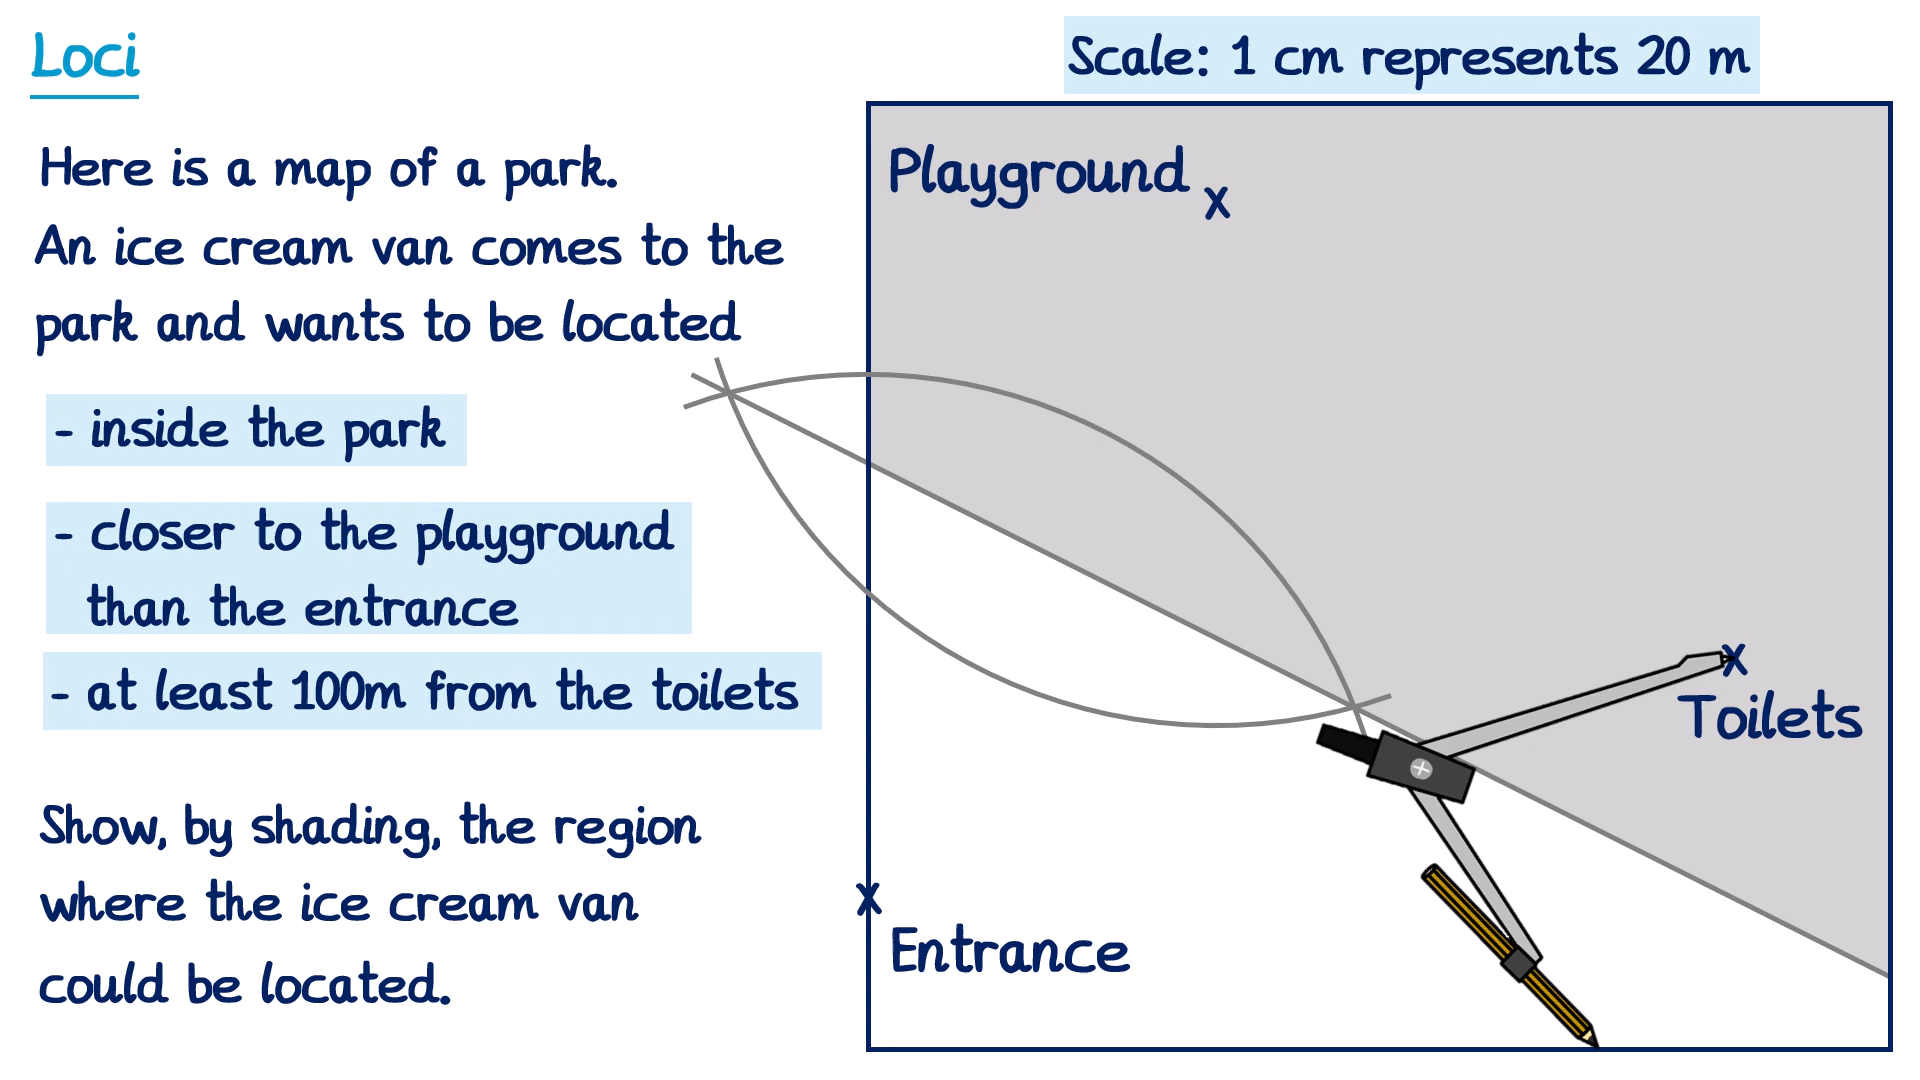 Loci
Scale: 1 cm represents 20 m
Here is a map of a park.
An ice cream van comes to the
park and wants to be located
- inside the park
- closer to the playground
than the entrance
- at least 100m from the toilets
Show, by shading, the region
where the ice cream van
could be located.
Playground x
x
Toilets
x
Entrance